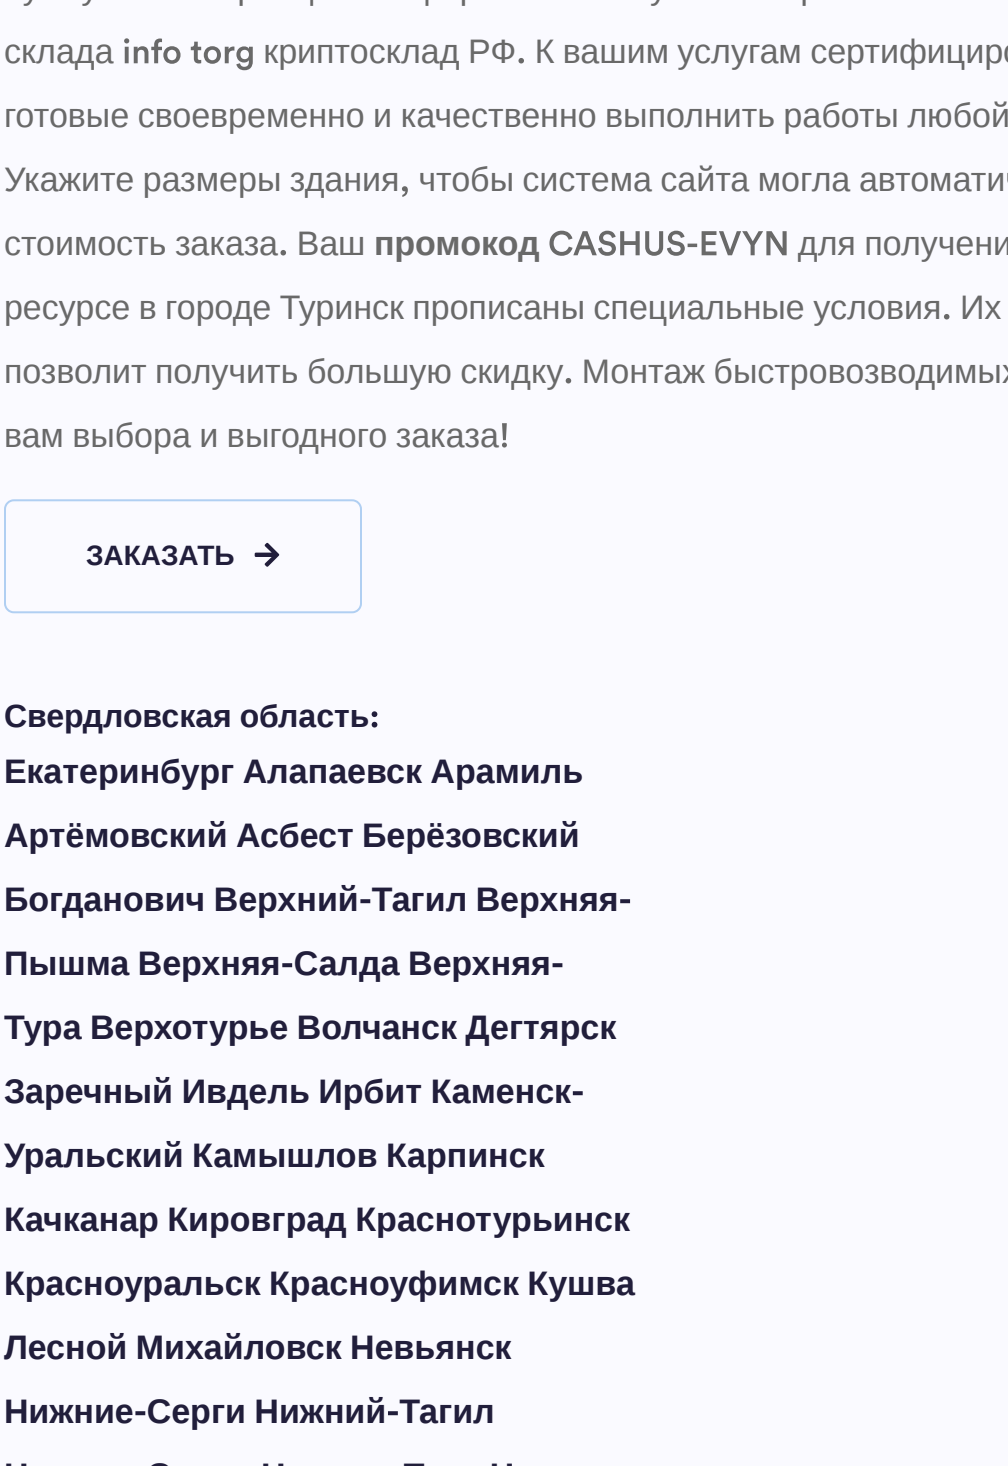 склада info torg криптосклад РФ. К вашим услугам
готовые своевременно и качественно выполнить работы любой
Укажите размеры здания, чтобы система сайта могла
стоимость заказа. Ваш промокод CASHUS-EVYN для
ресурсе в городе Туринск прописаны специальные условия. Их
позволит получить большую скидку. Монтаж
вам выбора и выгодного заказа!
ЗАКАЗАТЬ →
Свердловская область:
Екатеринбург Алапаевск Арамиль
Артёмовский Асбест Берёзовский
Богданович Верхний-Тагил Верхняя-
Пышма Верхняя-Салда Верхняя-
Тура Верхотурье Волчанск Дегтярск
Заречный Ивдель Ирбит Каменск-
Уральский Камышлов Карпинск
Качканар Кировград Краснотурьинск
Красноуральск Красноуфимск Кушва
Лесной Михайловск Невьянск
Нижние-Серги Нижний-Тагил